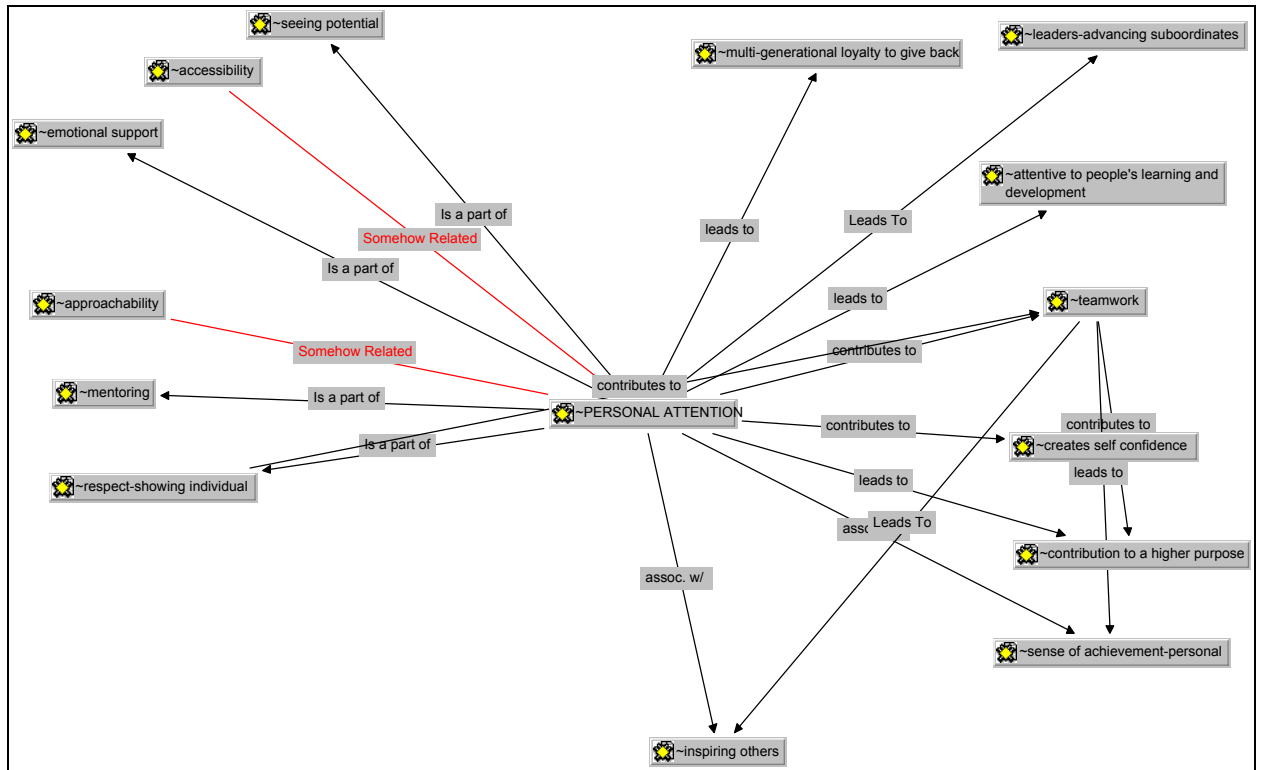 ~seeing potential
~leaders-advancing suboordinates
~multi-generational loyalty to give back
~accessibility
~emotional support
~attentive to people's learning and
development
Is a part of
Leads To
leads to
Somehow Related
Is a part of
leads to
~approachability
~teamwork
Somehow Related
contributes to
contributes to
~mentoring
Is a part of
~PERSONAL ATTENTION
contributes to
contributes to
Is a part of
~creates self confidence
leads to
leads to
~respect-showing individual
Leads To
~contribution to a higher purpose
assoc. w/
~sense of achievement-personal
~inspiring others